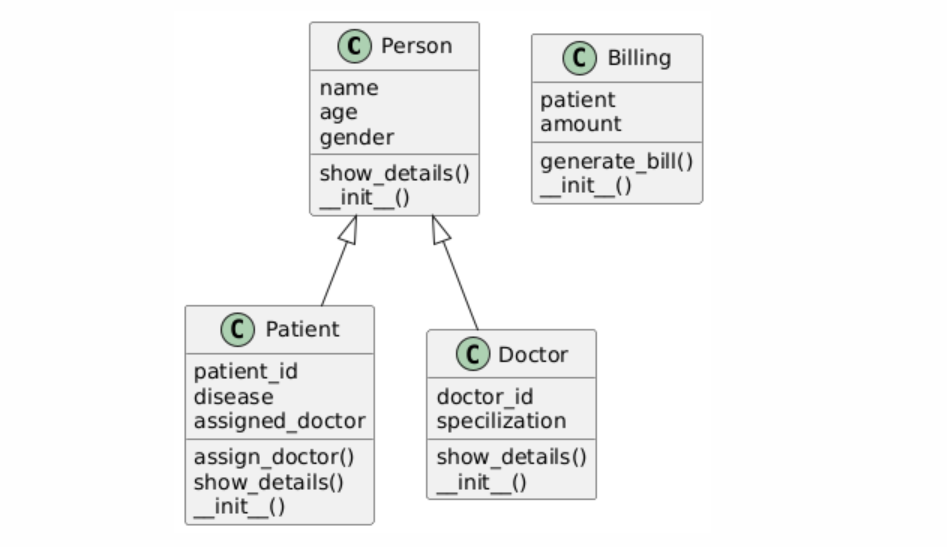 C Person
name
age
gender
show_details()
__init__()
C Billing
patient
amount
generate_bill()
__init__()
C Patient
patient_id
disease
assigned_doctor
assign_doctor()
show_details()
__init__()
C Doctor
doctor_id
specilization
show_details()
__init__()